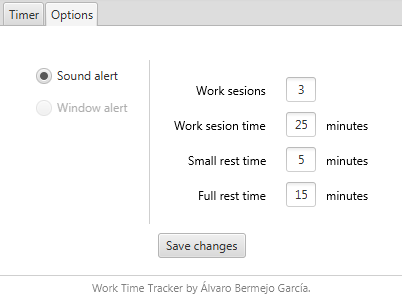 Timer Options
Sound alert
Window alert
Work sesions 3
Work sesion time 25 minutes
Small rest time 5 minutes
Full rest time 15 minutes
Save changes
Work Time Tracker by Álvaro Bermejo García.